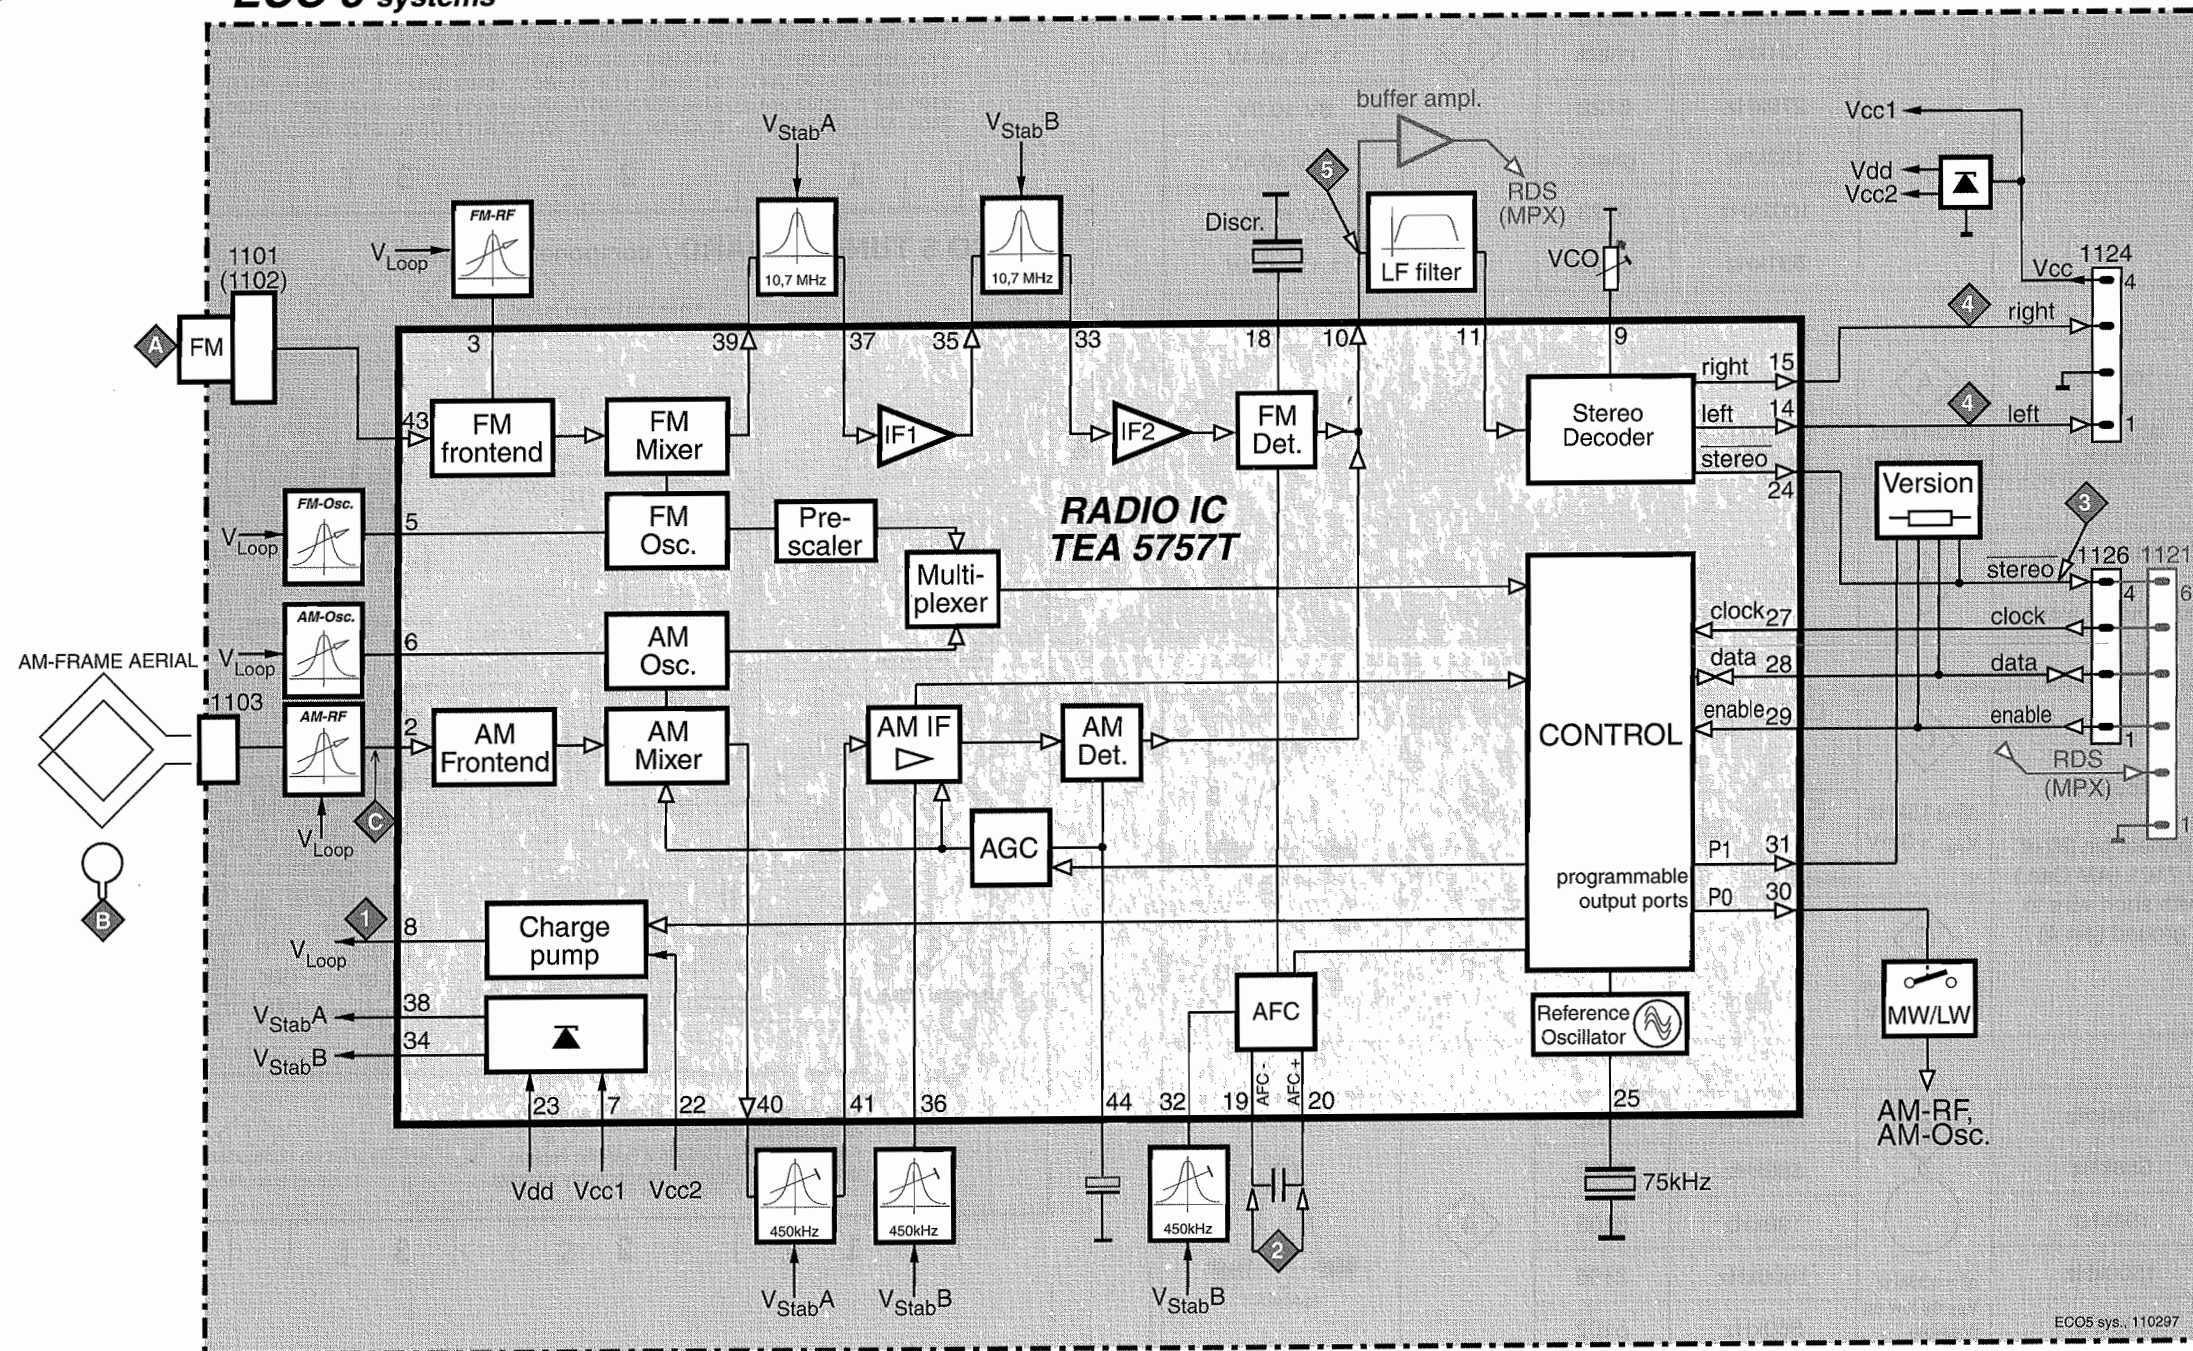 ECO 5 systems
buffer ampl.
Vcc1
VStabA
VStabB
5
Vdd
Vcc2
RDS
(MPX)
FM-RF
Discr.
VLoop
1101
(1102)
10,7 MHz
10,7 MHz
LF filter
VCO
1124
Vcc
4
4
right
A
FM
3
39
37
35
33
18
10
11
9
right
15
43
FM
frontend
FM
Mixer
IF1
IF2
FM
Det.
Stereo
Decoder
left
14
4
left
1
stereo
24
Version
3
FM-Osc.
VLoop
5
FM
Osc.
Pre-
scaler
RADIO IC
TEA 5757T
Multi-
plexer
stereo
1126
1121
4
6
AM-Osc.
VLoop
6
AM
Osc.
clock
27
clock
data
28
data
AM-FRAME AERIAL
1103
AM-RF
2
AM
Frontend
AM
Mixer
AM IF
AM
Det.
CONTROL
enable
29
enable
1
RDS
(MPX)
1
VLoop
C
AGC
P1
31
programmable
output ports
P0
30
B
1
8
VLoop
Charge
pump
38
VStabA
34
VStabB
AFC
Reference
Oscillator
MW/LW
AFC -
AFC +
23
7
22
40
41
36
44
32
19
20
25
AM-RF,
AM-Osc.
Vdd
Vcc1
Vcc2
450kHz
450kHz
450kHz
2
75kHz
VStabA
VStabB
VStabB
ECO5 sys., 110297